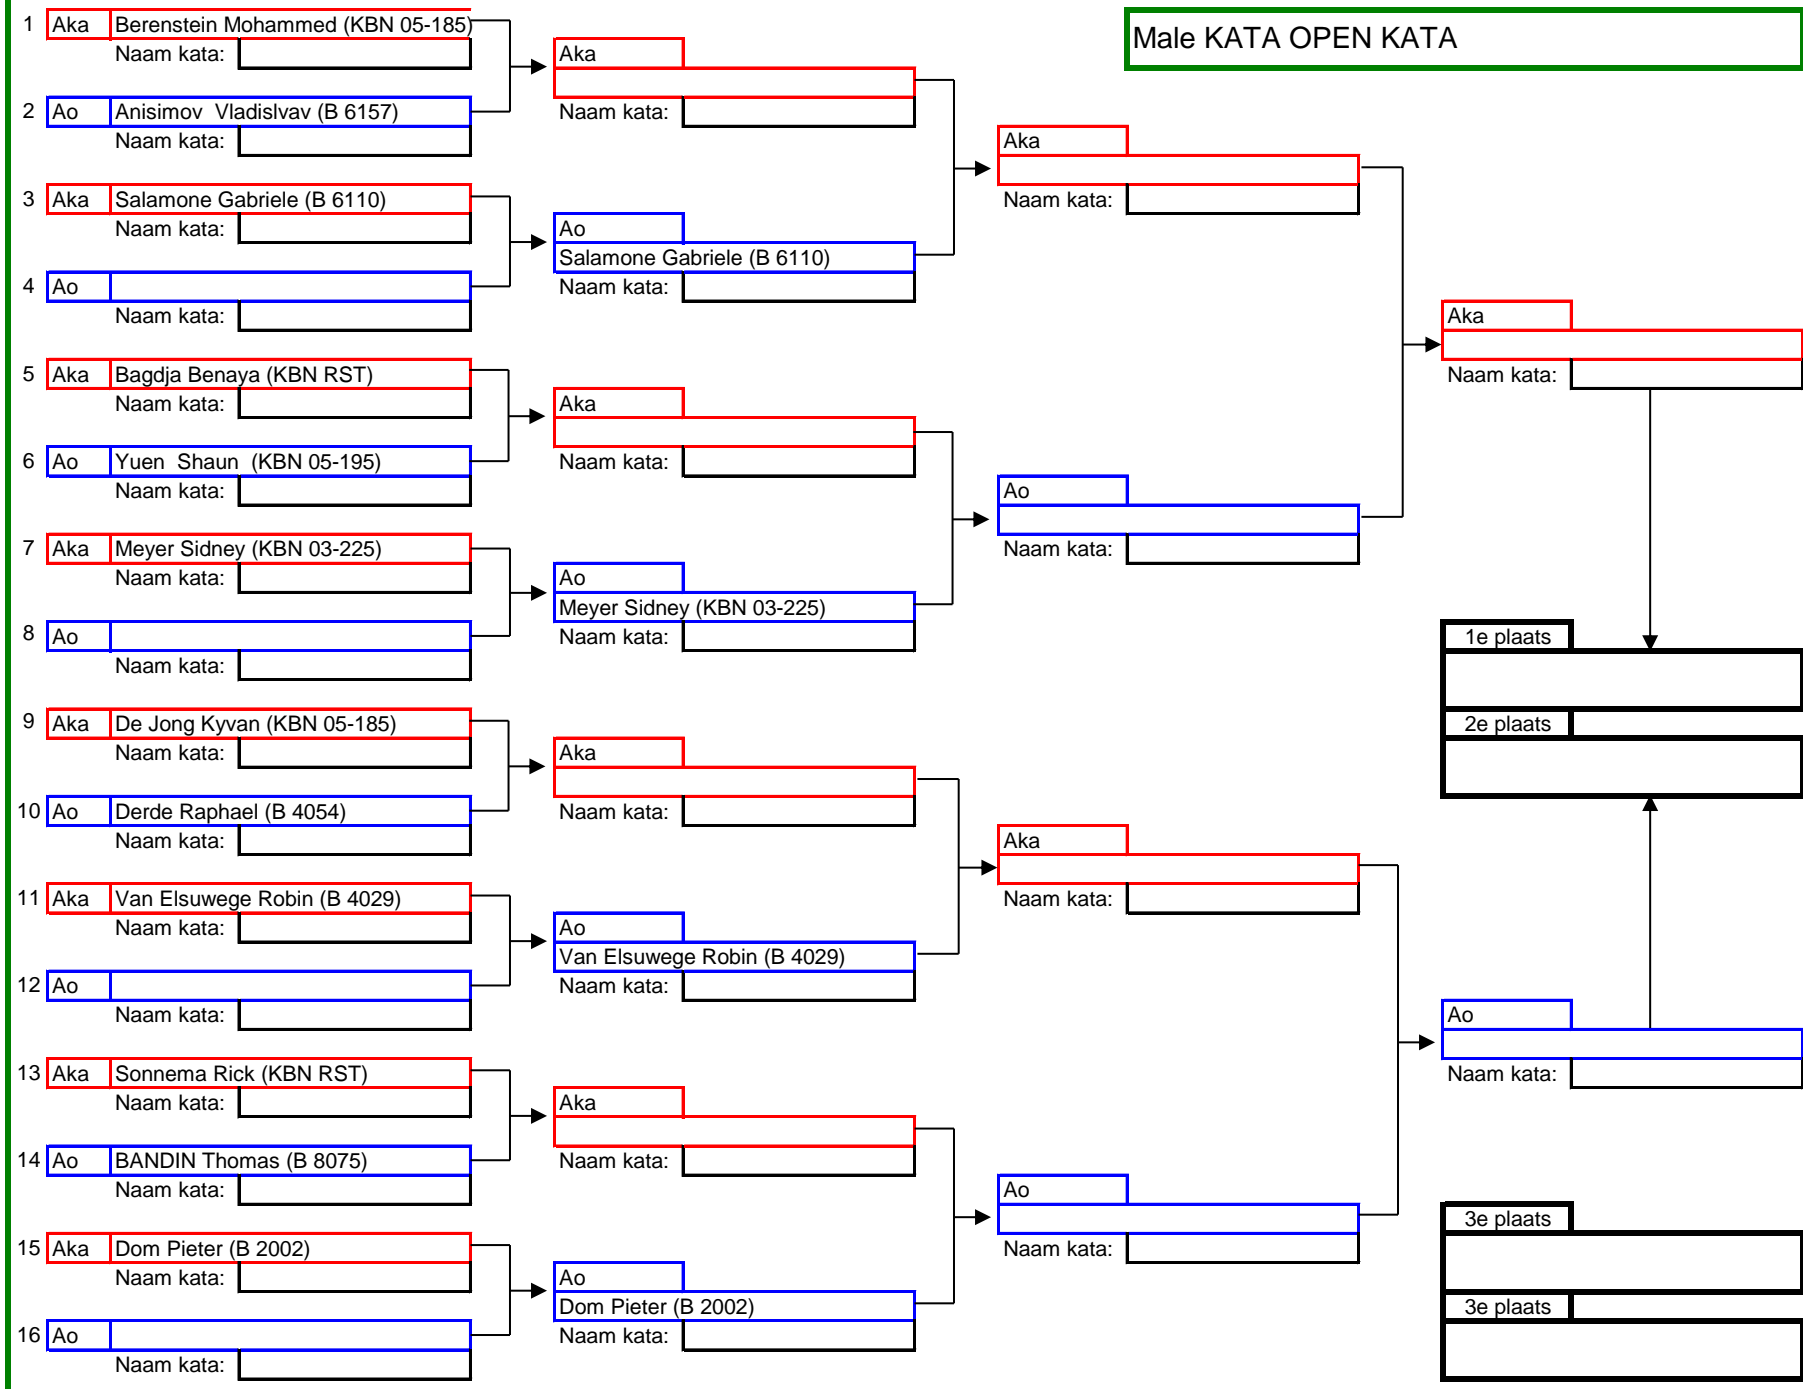 Male KATA OPEN KATA
1 Aka Berenstein Mohammed (KBN 05-185)
Naam kata:
2 Ao Anisimov  Vladislvav (B 6157)
Naam kata:
3 Aka Salamone Gabriele (B 6110)
Naam kata:
4 Ao
Naam kata:
5 Aka Bagdja Benaya (KBN RST)
Naam kata:
6 Ao Yuen  Shaun  (KBN 05-195)
Naam kata:
7 Aka Meyer Sidney (KBN 03-225)
Naam kata:
8 Ao
Naam kata:
9 Aka De Jong Kyvan (KBN 05-185)
Naam kata:
10 Ao Derde Raphael (B 4054)
Naam kata:
11 Aka Van Elsuwege Robin (B 4029)
Naam kata:
12 Ao
Naam kata:
13 Aka Sonnema Rick (KBN RST)
Naam kata:
14 Ao BANDIN Thomas (B 8075)
Naam kata:
15 Aka Dom Pieter (B 2002)
Naam kata:
16 Ao
Naam kata:
Aka
Naam kata:
Ao
Salamone Gabriele (B 6110)
Naam kata:
Aka
Naam kata:
Ao
Meyer Sidney (KBN 03-225)
Naam kata:
Aka
Naam kata:
Ao
Van Elsuwege Robin (B 4029)
Naam kata:
Aka
Naam kata:
Ao
Dom Pieter (B 2002)
Naam kata:
Aka
Naam kata:
Ao
Naam kata:
Aka
Naam kata:
Ao
Naam kata:
Aka
Naam kata:
1e plaats
2e plaats
Ao
Naam kata:
3e plaats
3e plaats